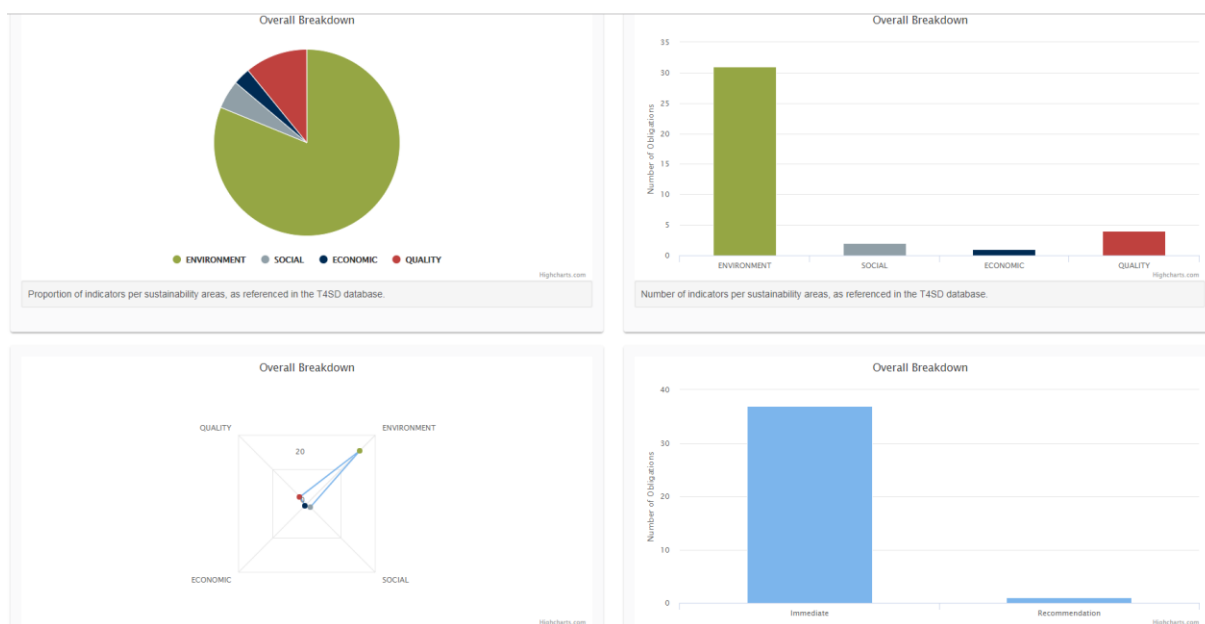 Overall Breakdown
ENVIRONMENT SOCIAL ECONOMIC QUALITY
Highcharts.com
Proportion of indicators per sustainability areas, as referenced in the T4SD database.
Overall Breakdown
Number of Obligations
35
30
25
20
15
10
5
0
ENVIRONMENT SOCIAL ECONOMIC QUALITY
Highcharts.com
Number of indicators per sustainability areas, as referenced in the T4SD database.
Overall Breakdown
QUALITY ENVIRONMENT
20
ECONOMIC SOCIAL
Highcharts.com
Overall Breakdown
Number of Obligations
40
30
20
10
0
Immediate Recommendation
Highcharts.com